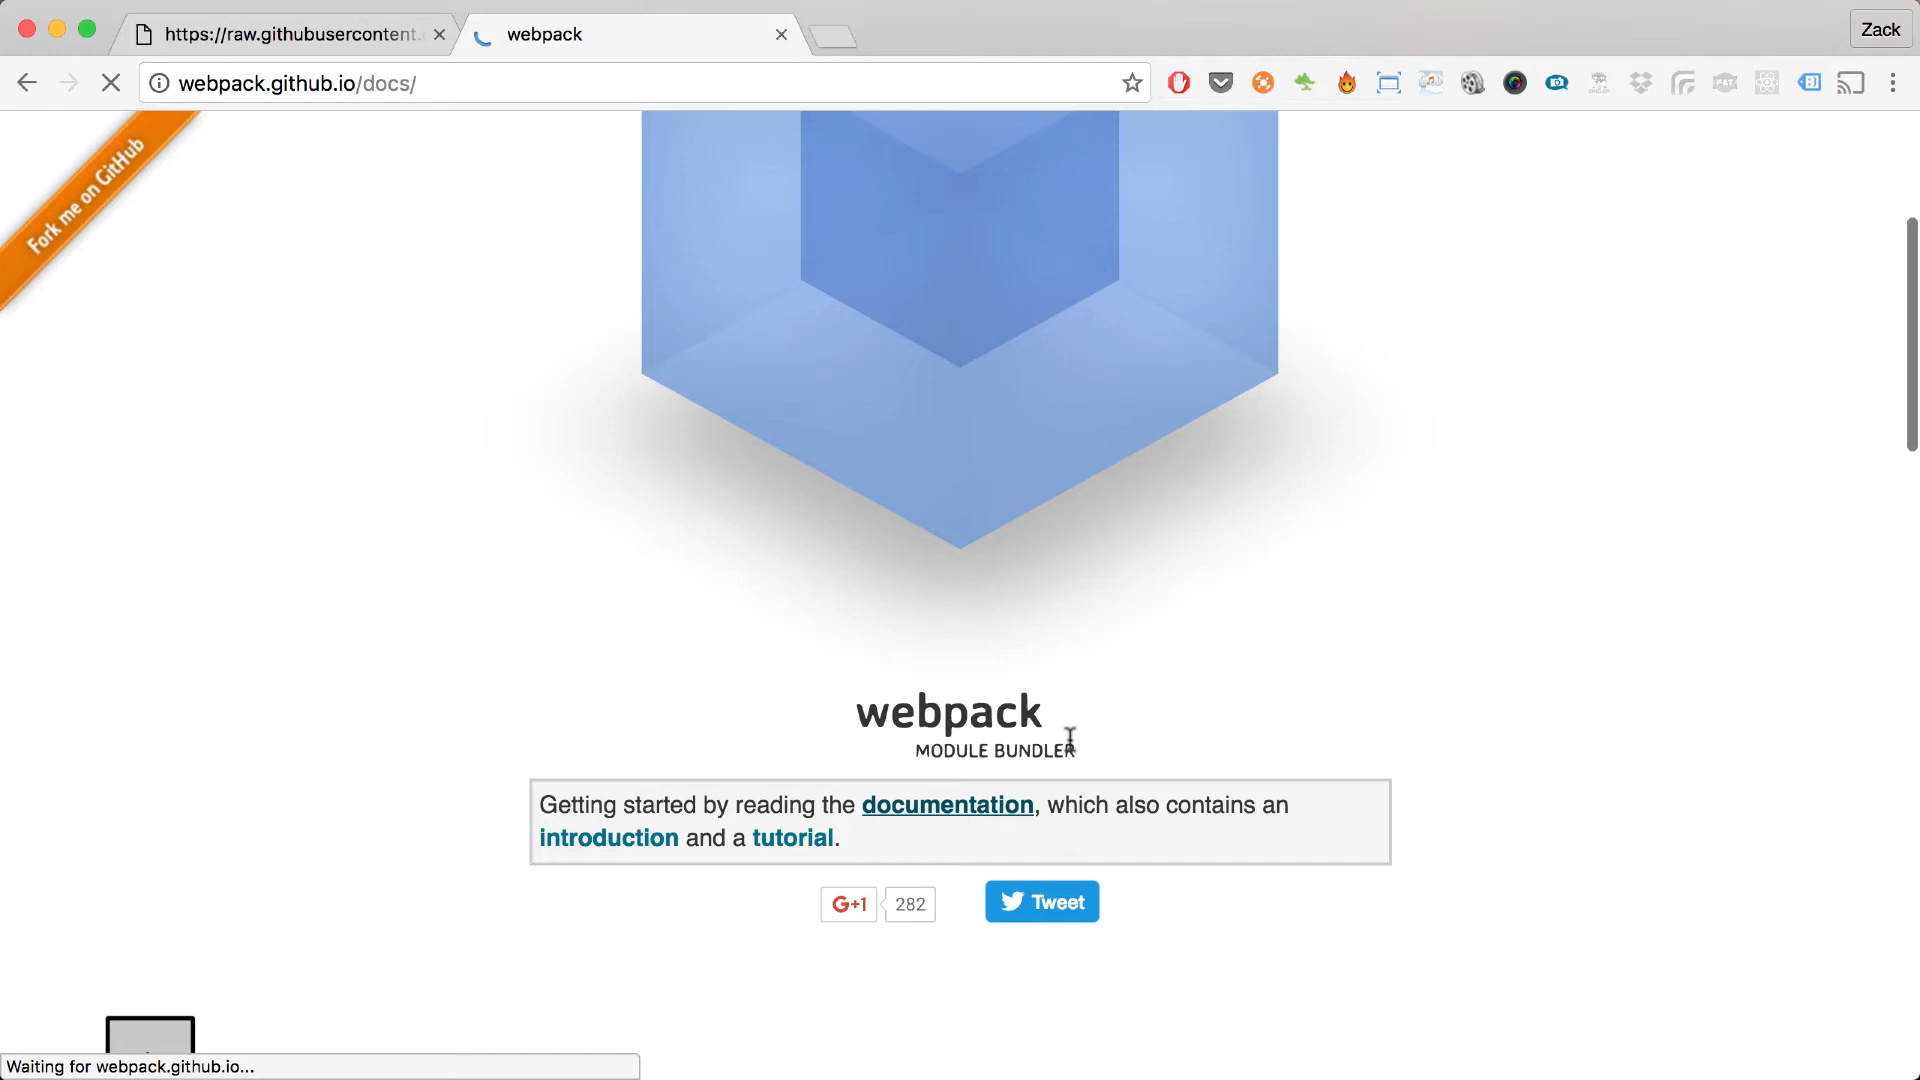 https://raw.githubusercontent.
webpack
Zack
webpack.github.io/docs/
Fork me on GitHub
webpack
MODULE BUNDLER
Getting started by reading the documentation, which also contains an
introduction and a tutorial.
G+1
282
Tweet
Waiting for webpack.github.io...